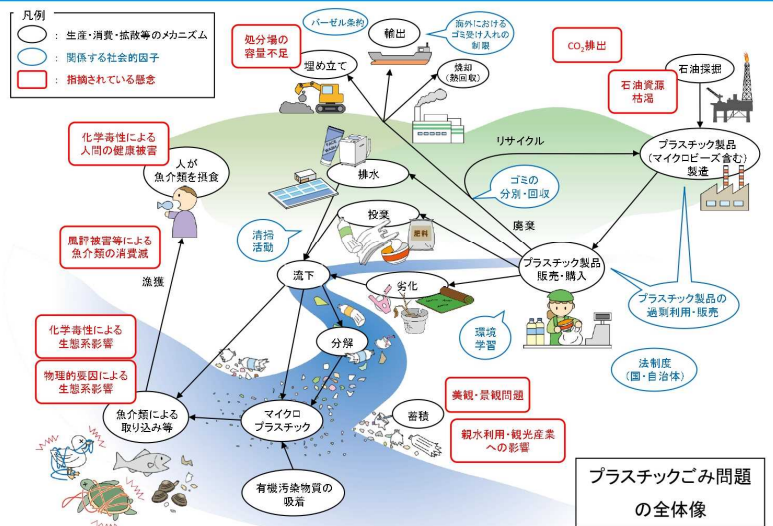 凡例
：生産・消費・拡散等のメカニズム
：関係する社会的因子
：指摘されている懸念
処分場の
容量不足
バーゼル条約
輸出
海外における
ゴミ受け入れの
制限
埋め立て
焼却
(熱回収)
CO₂排出
石油採掘
石油資源
枯渇
リサイクル
プラスチック製品
(マイクロビーズ含む)
製造
化学毒性による
人間の健康被害
人が
魚介類を摂食
排水
ゴミの
分別・回収
投棄
肥料
廃棄
清掃
活動
風評被害等による
魚介類の消費減
漁獲
流下
劣化
プラスチック製品
販売・購入
プラスチック製品の
過剰利用・販売
環境
学習
分解
法制度
(国・自治体)
化学毒性による
生態系影響
物理的要因による
生態系影響
魚介類による
取り込み等
マイクロ
プラスチック
蓄積
美観・景観問題
親水利用・観光産業
への影響
有機汚染物質の
吸着
プラスチックごみ問題
の全体像